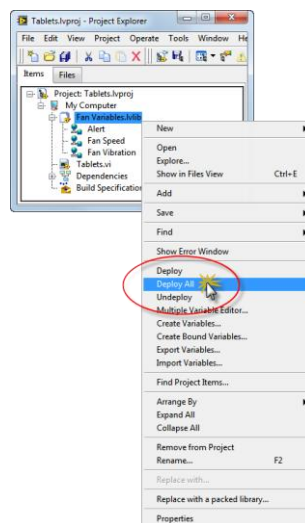 Tablets.lvproj - Project Explorer
File Edit View Project Operate Tools Window He
Items Files
Project: Tablets.lvproj
My Computer
Fan Variables.lvlib
Alert
Fan Speed
Fan Vibration
Tablets.vi
Dependencies
Build Specification
New
Open
Explore...
Show in Files View Ctrl+E
Add
Save
Find
Show Error Window
Deploy
Deploy All
Undeploy
Multiple Variable Editor...
Create Variables...
Create Bound Variables...
Export Variables...
Import Variables...
Find Project Items...
Arrange By
Expand All
Collapse All
Remove from Project
Rename... F2
Replace with...
Replace with a packed library...
Properties